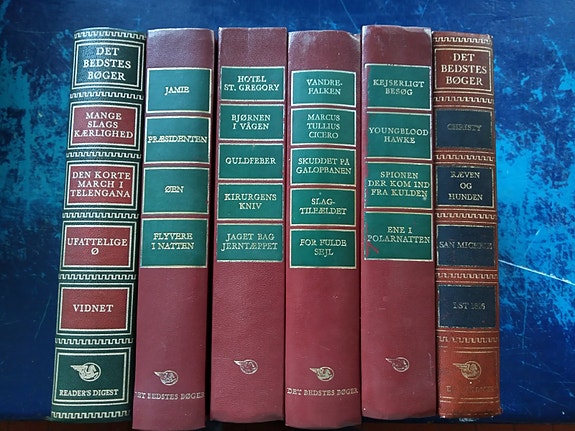 DET
BEDSTES
BØGER
MANGE
SLAGS
KÆRLIGHED
DEN KORTE
MARCH I
TELENGANA
UFATTELIGE
Ø
VIDNET
READER'S DIGEST
JAMIE
PRÆSIDENTEN
ØEN
FLYVERE
I NATTEN
DET BEDSTES BØGER
HOTEL
ST. GREGORY
BJØRNEN
I VÅGEN
GULDFEBER
KIRURGENS
KNIV
JAGET BAG
JERNTÆPPET
VANDRE-
FALKEN
MARCUS
TULLIUS
CICERO
SKUDDET PÅ
GALOPBANEN
SLAG-
TILFÆLDET
FOR FULDE
SEJL
DET BEDSTES BØGER
KEJSERLIGT
BESØG
YOUNGBLOOD
HAWKE
SPIONEN
DER KOM IND
FRA KULDEN
ENE I
POLARNATTEN
DET
BEDSTES
BØGER
CHRISTY
RÆVEN
OG
HUNDEN
SAN MICHELE